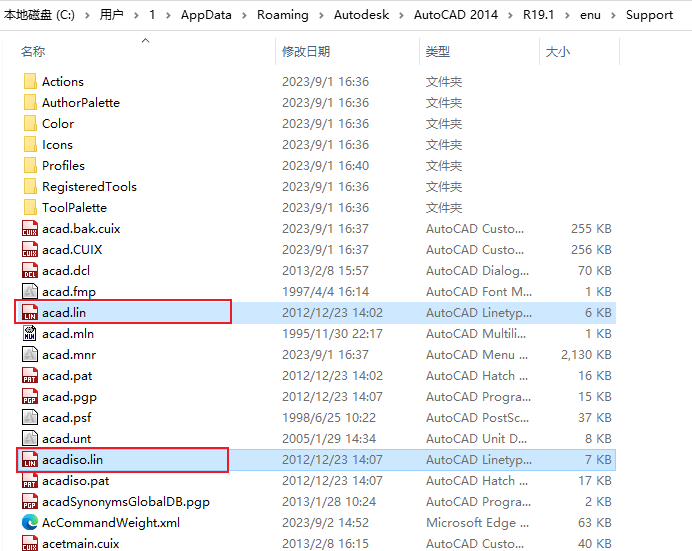 本地磁盘 (C:) > 用户 > 1 > AppData > Roaming > Autodesk > AutoCAD 2014 > R19.1 > enu > Support
名称 修改日期 类型 大小
Actions 2023/9/1 16:36 文件夹
AuthorPalette 2023/9/1 16:36 文件夹
Color 2023/9/1 16:36 文件夹
Icons 2023/9/1 16:36 文件夹
Profiles 2023/9/1 16:40 文件夹
RegisteredTools 2023/9/1 16:36 文件夹
ToolPalette 2023/9/1 16:36 文件夹
acad.bak.cuix 2023/9/1 16:37 AutoCAD Custo... 255 KB
acad.CUIX 2023/9/1 16:37 AutoCAD Custo... 256 KB
acad.dcl 2013/2/8 15:57 AutoCAD Dialog... 70 KB
acad.fmp 1997/4/4 16:14 AutoCAD Font M... 1 KB
acad.lin 2012/12/23 14:02 AutoCAD Linetyp... 6 KB
acad.mln 1995/11/30 22:17 AutoCAD Multili... 1 KB
acad.mnr 2023/9/1 16:37 AutoCAD Menu ... 2,130 KB
acad.pat 2012/12/23 14:02 AutoCAD Hatch ... 16 KB
acad.pgp 2012/12/23 14:07 AutoCAD Progra... 15 KB
acad.psf 1998/6/25 10:22 AutoCAD PostSc... 37 KB
acad.unt 2005/1/29 14:34 AutoCAD Unit D... 8 KB
acadiso.lin 2012/12/23 14:07 AutoCAD Linetyp... 7 KB
acadiso.pat 2012/12/23 14:07 AutoCAD Hatch ... 17 KB
acadSynonymsGlobalDB.pgp 2013/1/28 10:24 AutoCAD Progra... 2 KB
AcCommandWeight.xml 2023/9/2 14:52 Microsoft Edge ... 63 KB
acetmain.cuix 2013/2/8 16:15 AutoCAD Custo... 40 KB